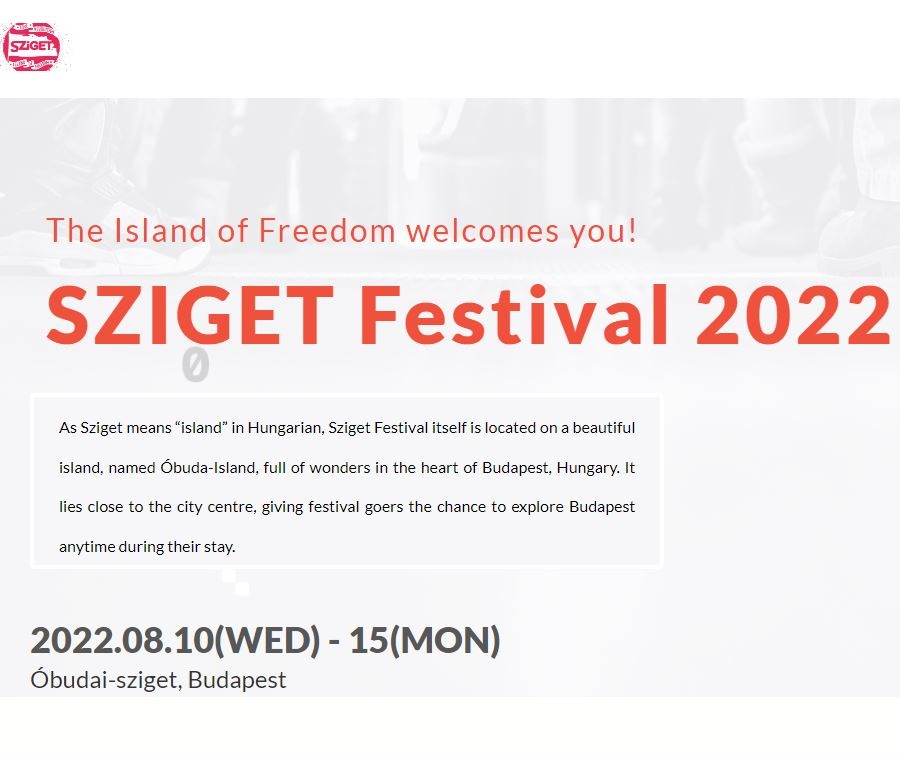 SZIGET
The Island of Freedom welcomes you!
SZIGET Festival 2022
0
As Sziget means “island” in Hungarian, Sziget Festival itself is located on a beautiful
island, named Óbuda-Island, full of wonders in the heart of Budapest, Hungary. It
lies close to the city centre, giving festival goers the chance to explore Budapest
anytime during their stay.
2022.08.10(WED) - 15(MON)
Óbudai-sziget, Budapest